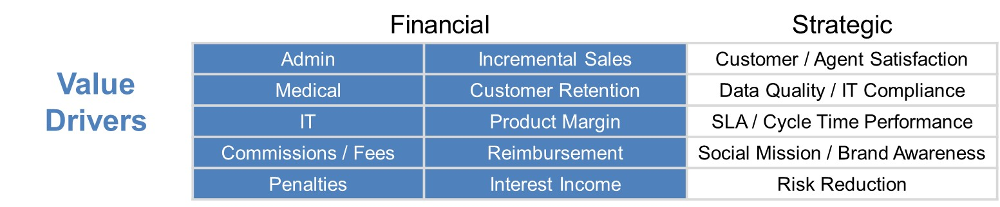 Financial Strategic
Value
Drivers
Admin Incremental Sales Customer / Agent Satisfaction
Medical Customer Retention Data Quality / IT Compliance
IT Product Margin SLA / Cycle Time Performance
Commissions / Fees Reimbursement Social Mission / Brand Awareness
Penalties Interest Income Risk Reduction